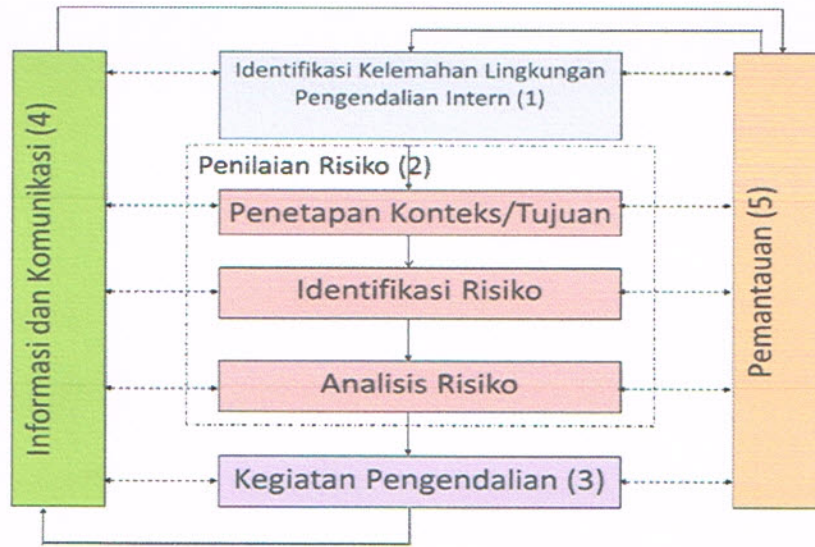 Informasi dan Komunikasi (4)
Identifikasi Kelemahan Lingkungan
Pengendalian Intern (1)
Penilaian Risiko (2)
Penetapan Konteks/Tujuan
Identifikasi Risiko
Analisis Risiko
Kegiatan Pengendalian (3)
Pemantauan (5)